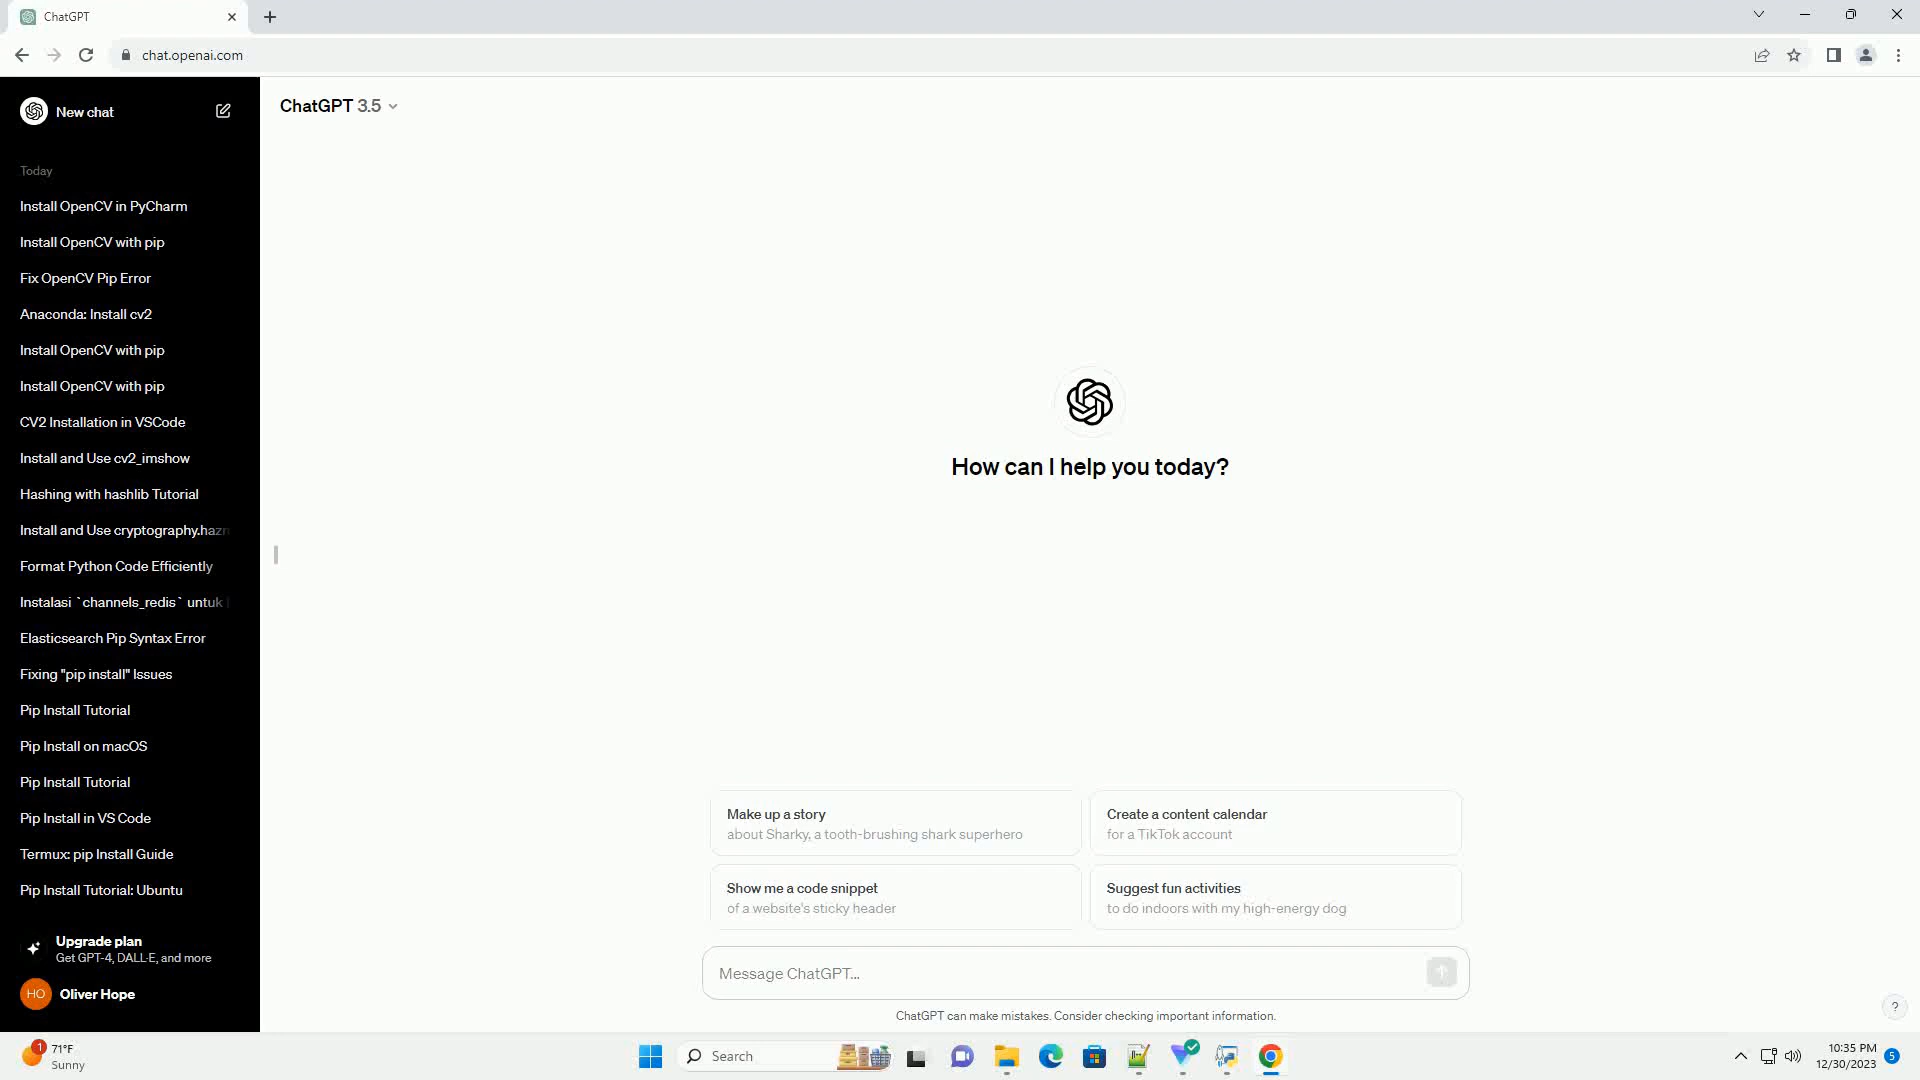 ChatGPT
chat.openai.com
New chat
ChatGPT 3.5
Today
Install OpenCV in PyCharm
Install OpenCV with pip
Fix OpenCV Pip Error
Anaconda: Install cv2
Install OpenCV with pip
Install OpenCV with pip
CV2 Installation in VSCode
Install and Use cv2_imshow
Hashing with hashlib Tutorial
Install and Use cryptography.haz
Format Python Code Efficiently
Instalasi `channels_redis` untuk
Elasticsearch Pip Syntax Error
Fixing "pip install" Issues
Pip Install Tutorial
Pip Install on macOS
Pip Install Tutorial
Pip Install in VS Code
Termux: pip Install Guide
Pip Install Tutorial: Ubuntu
Upgrade plan
Get GPT-4, DALL·E, and more
HO
Oliver Hope
How can I help you today?
Make up a story
about Sharky, a tooth-brushing shark superhero
Create a content calendar
for a TikTok account
Show me a code snippet
of a website's sticky header
Suggest fun activities
to do indoors with my high-energy dog
Message ChatGPT...
ChatGPT can make mistakes. Consider checking important information.
?
1
71°F
Sunny
Search
10:35 PM
12/30/2023
5